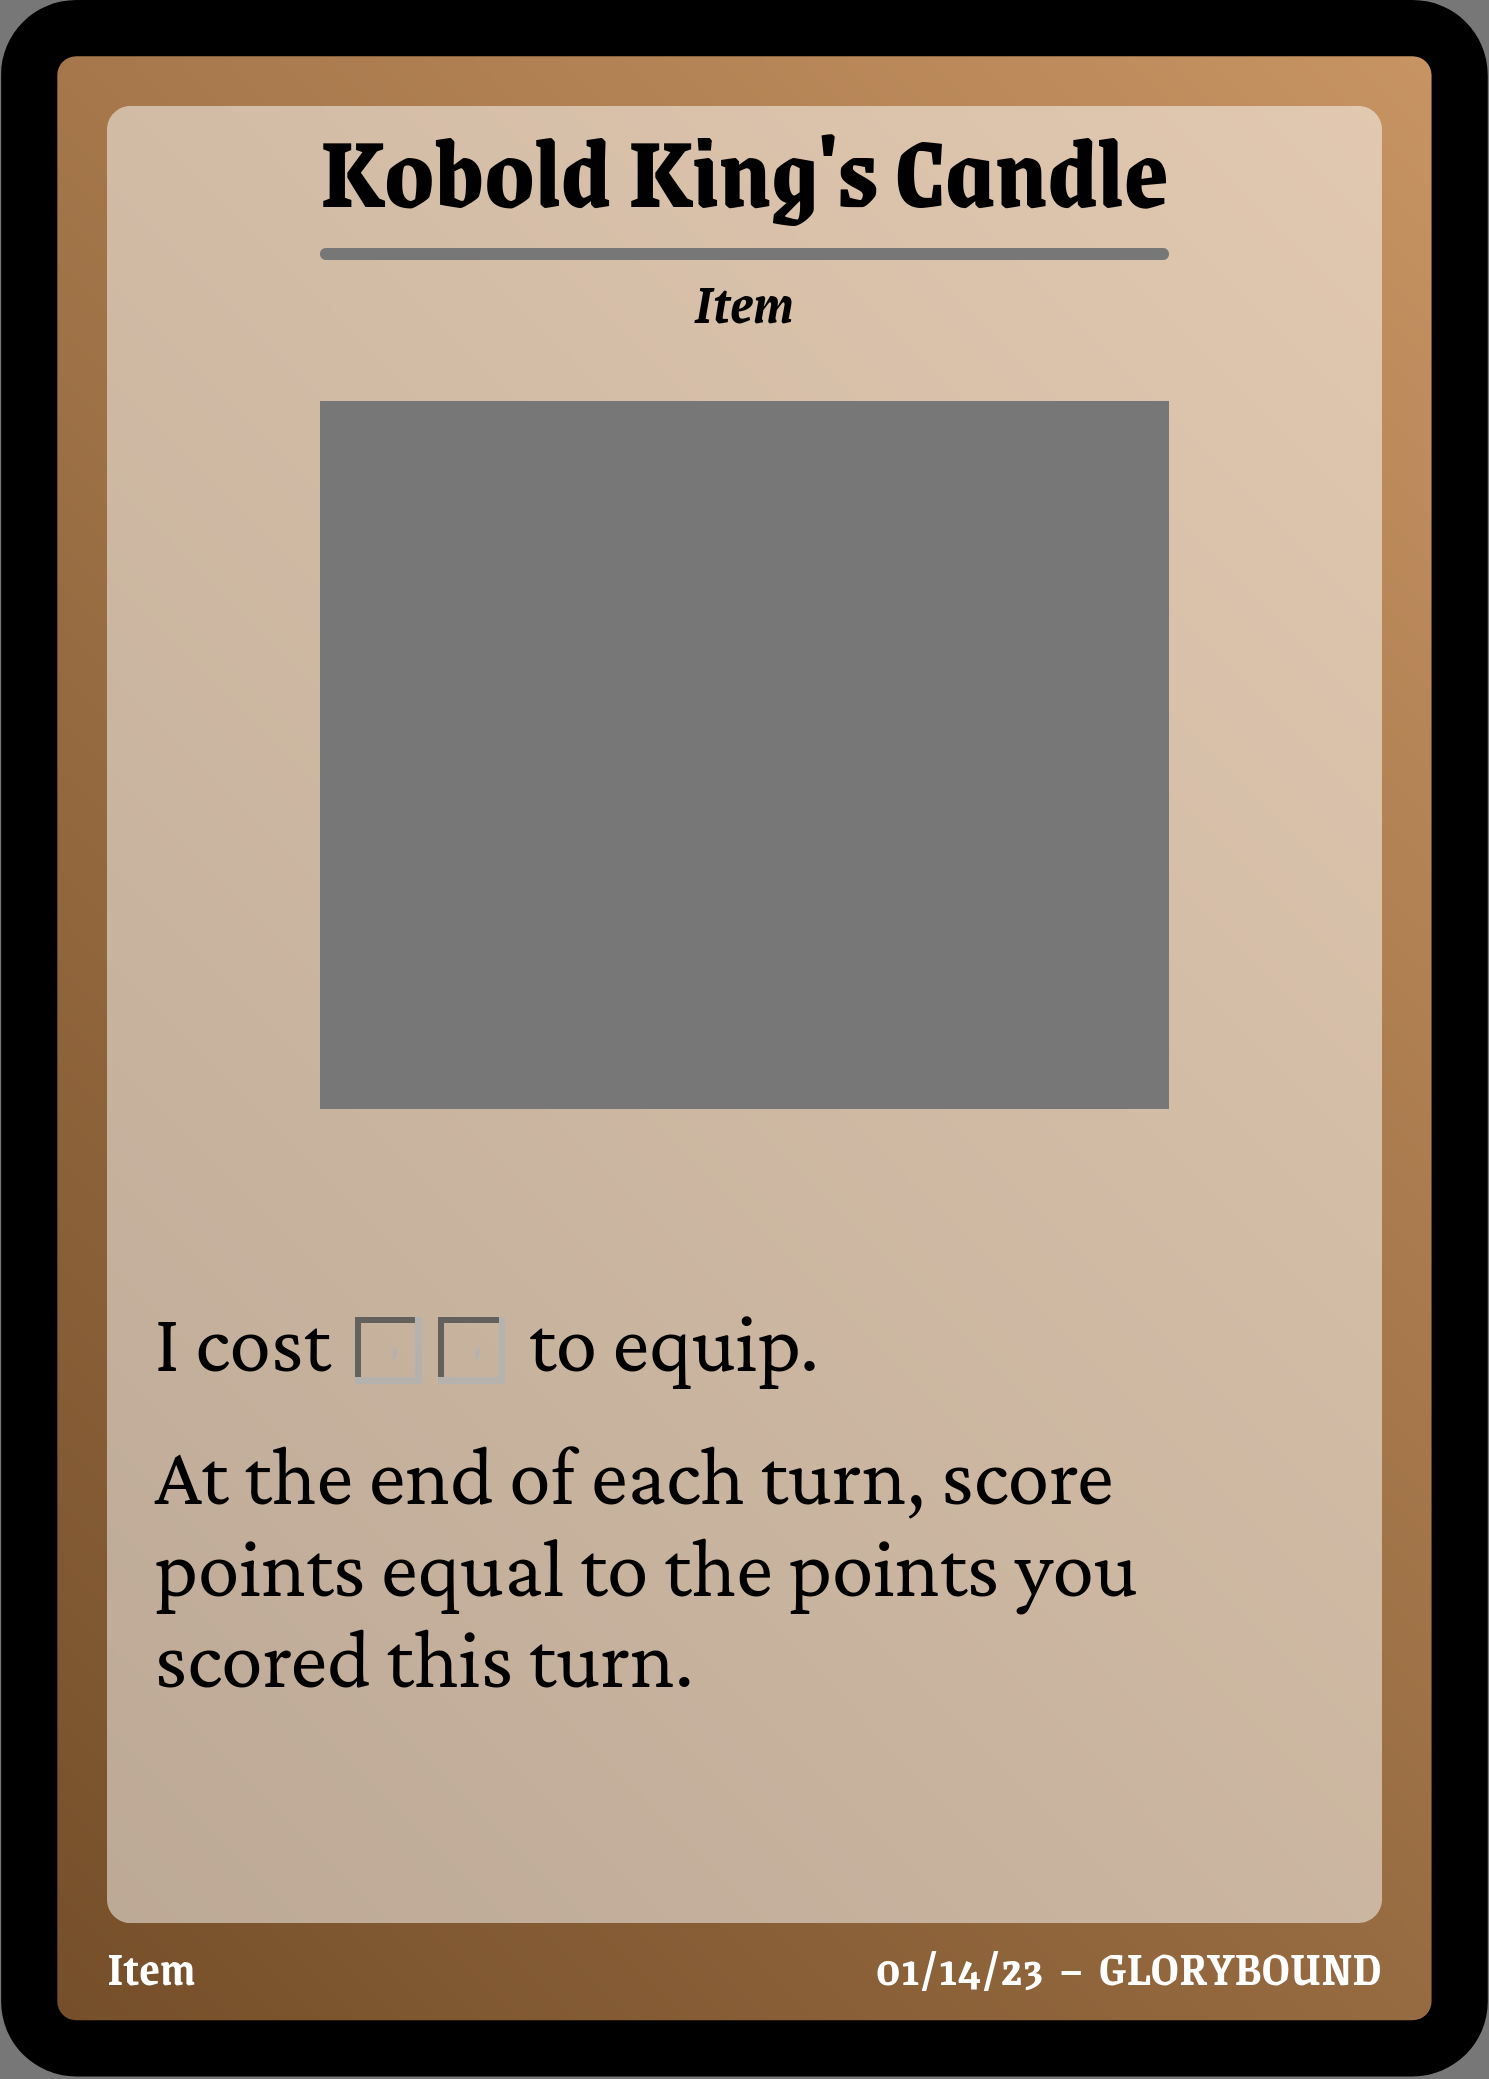 Kobold King's Candle
Item
I cost to equip.
At the end of each turn, score
points equal to the points you
scored this turn.
Item
01/14/23 – GLORYBOUND